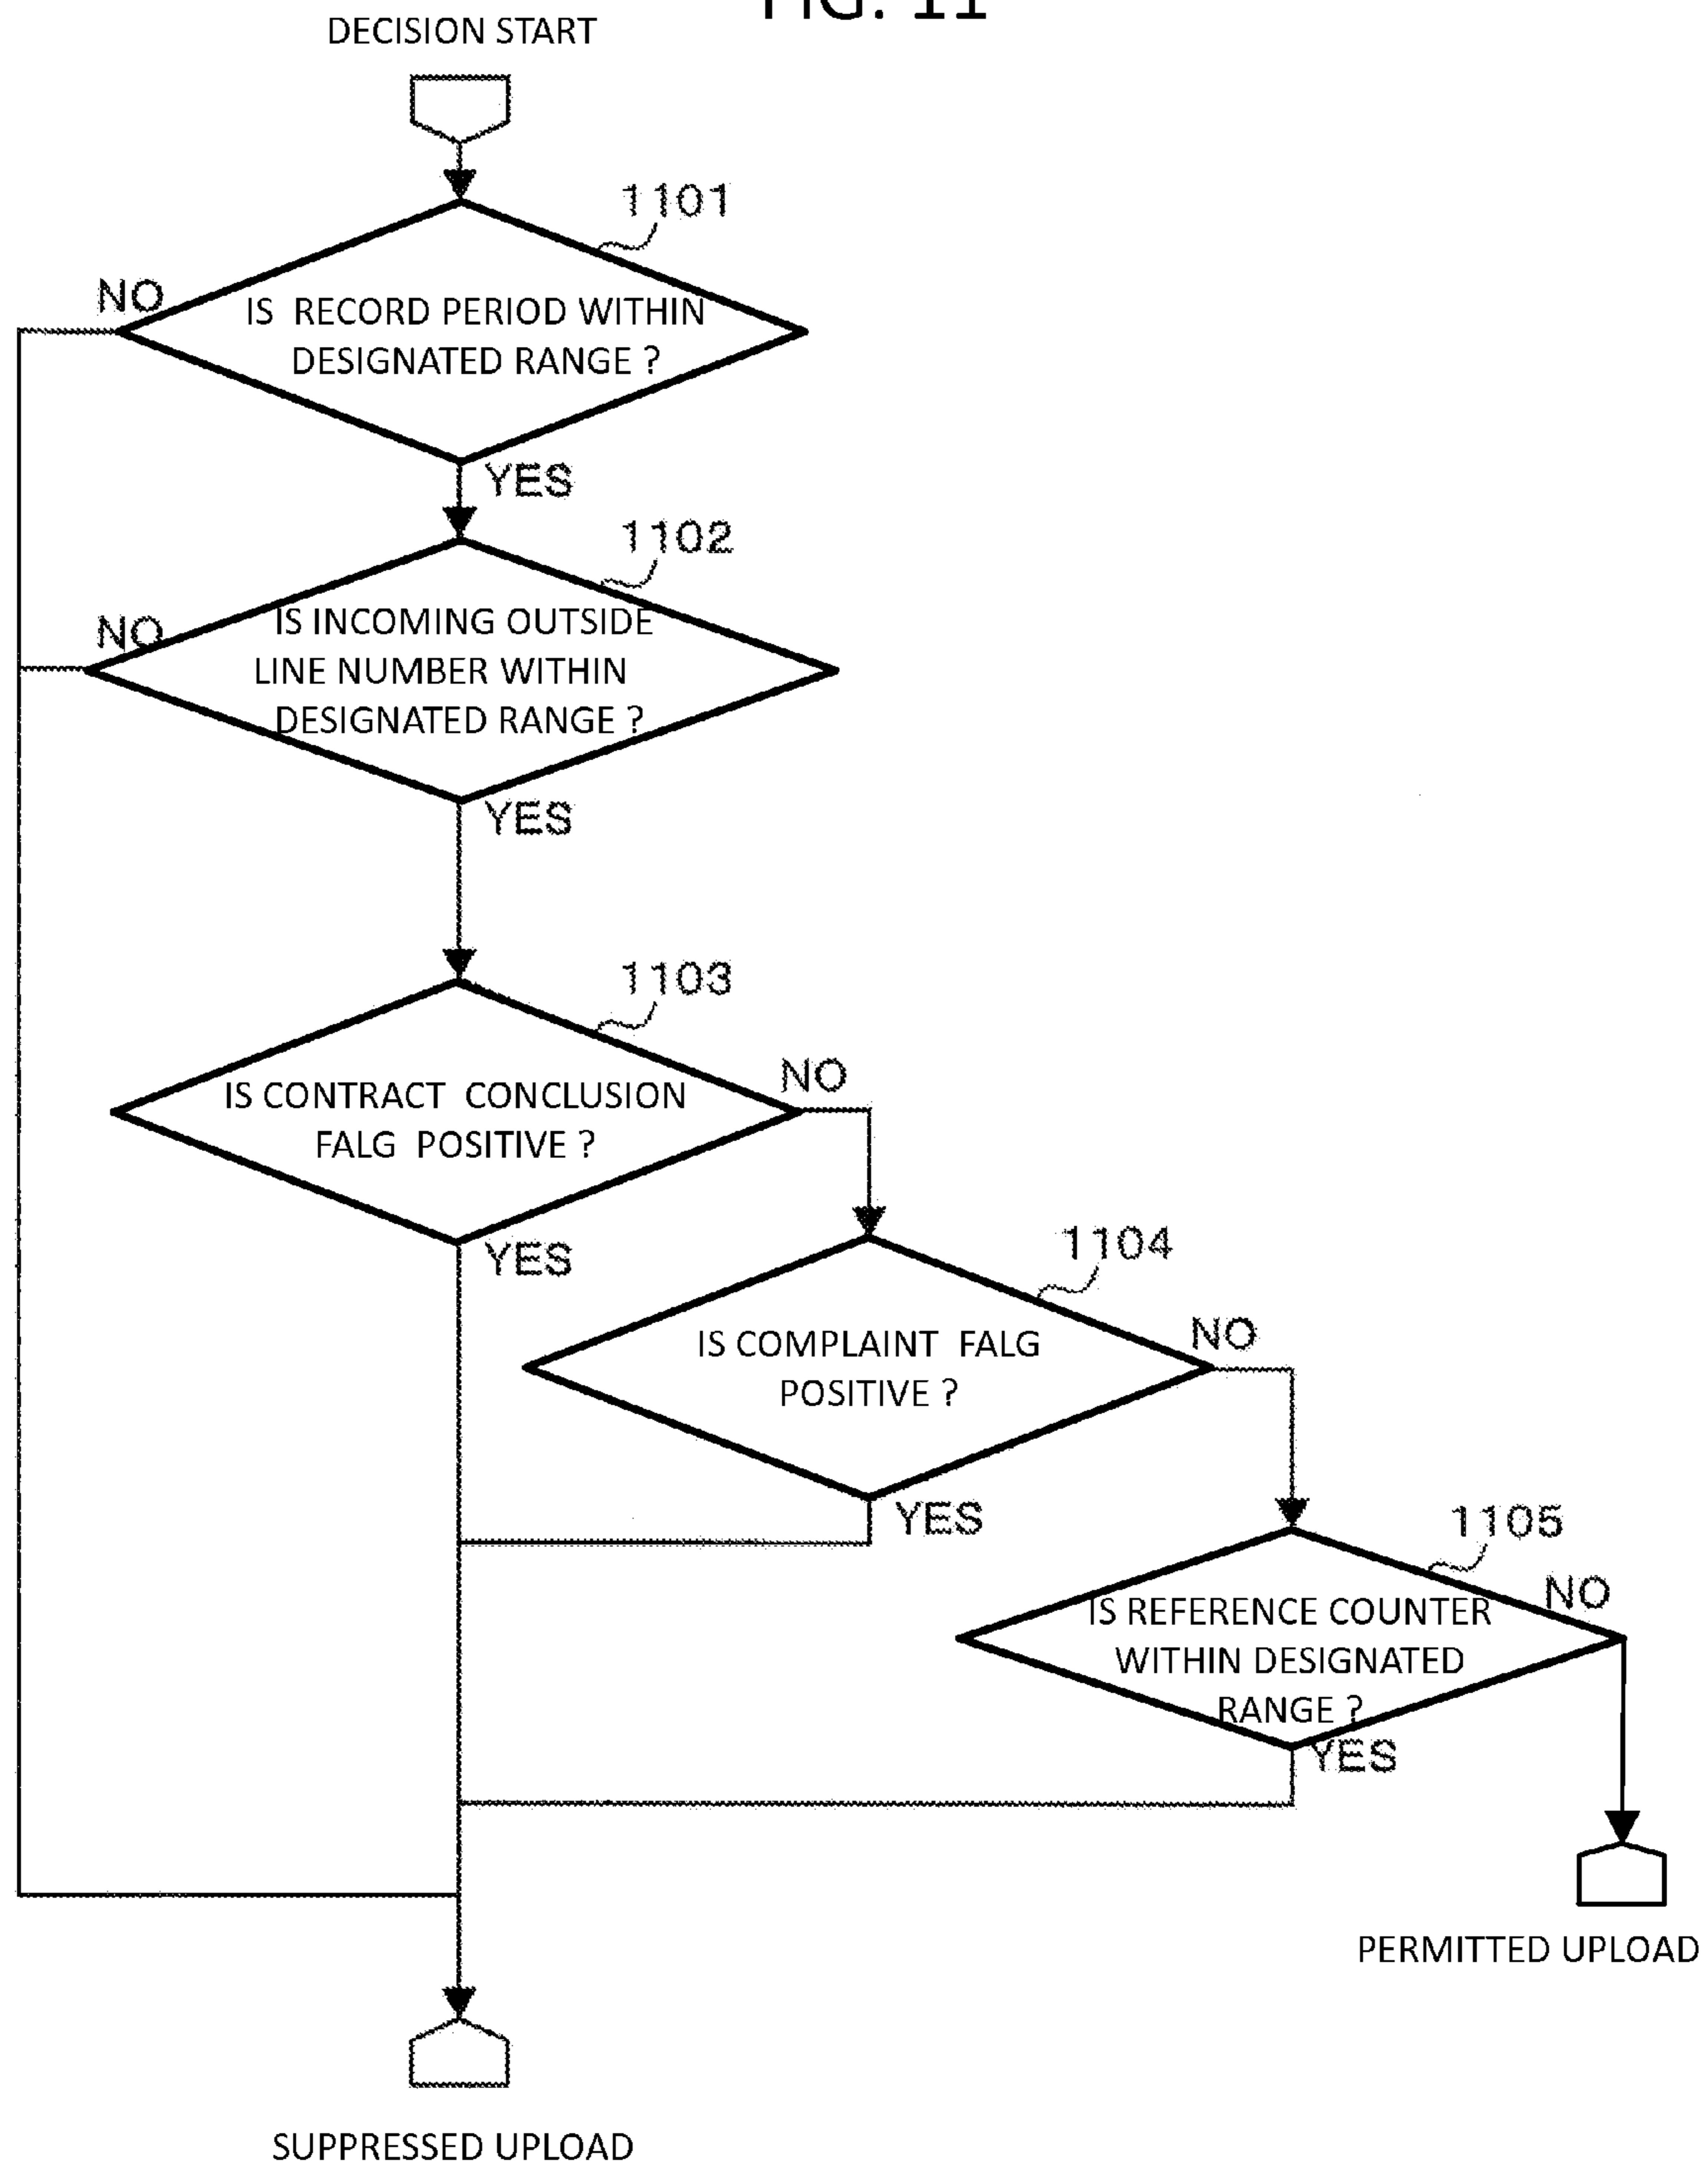 FIG. 11
DECISION START
1101
NO
IS RECORD PERIOD WITHIN
DESIGNATED RANGE ?
YES
1102
NO
IS INCOMING OUTSIDE
LINE NUMBER WITHIN
DESIGNATED RANGE ?
YES
1103
NO
IS CONTRACT CONCLUSION
FALG POSITIVE ?
YES
1104
NO
IS COMPLAINT FALG
POSITIVE ?
YES
1105
NO
IS REFERENCE COUNTER
WITHIN DESIGNATED
RANGE ?
YES
PERMITTED UPLOAD
SUPPRESSED UPLOAD